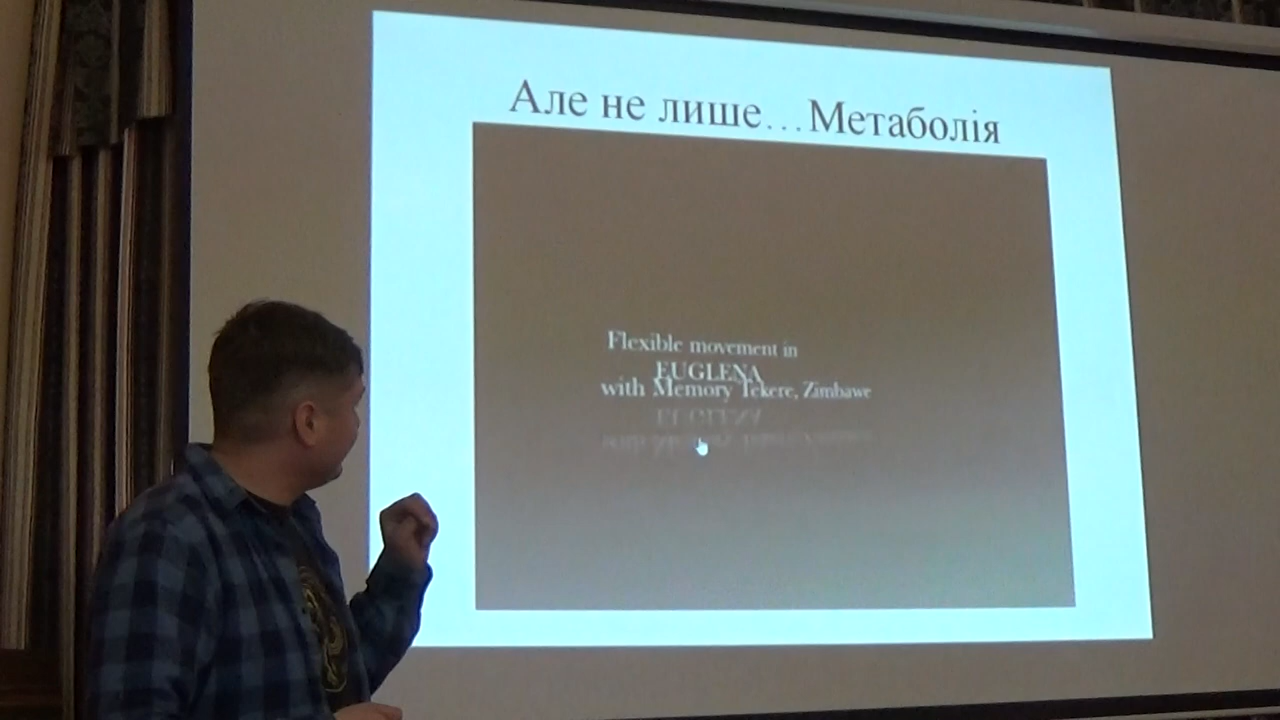 Але не лише…Метаболія
Flexible movement in
EUGLENA
with Memory Tekere, Zimbawe